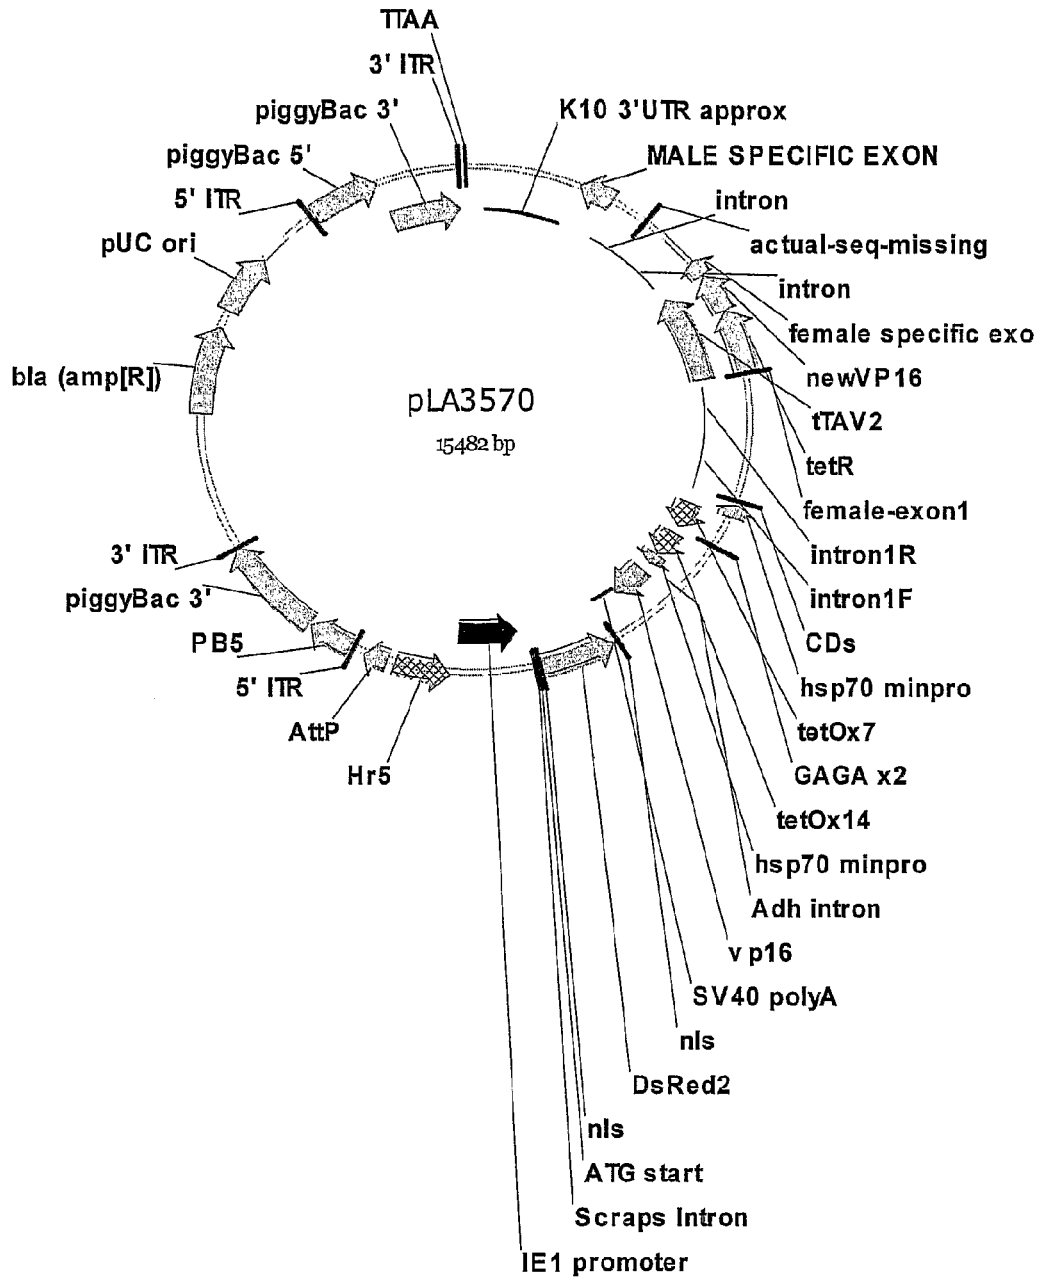 TTAA
3' ITR
piggyBac 3'
K10 3'UTR approx
piggyBac 5'
MALE SPECIFIC EXON
5' ITR
intron
pUC ori
actual-seq-missing
intron
female specific exo
bla (amp[R])
newVP16
pLA3570
15482 bp
tTAV2
tetR
female-exon1
3' ITR
intron1R
piggyBac 3'
intron1F
PB5
CDs
5' ITR
hsp70 minpro
AttP
tetOx7
Hr5
GAGA x2
tetOx14
hsp70 minpro
Adh intron
vp16
SV40 polyA
nls
DsRed2
nls
ATG start
Scraps Intron
IE1 promoter